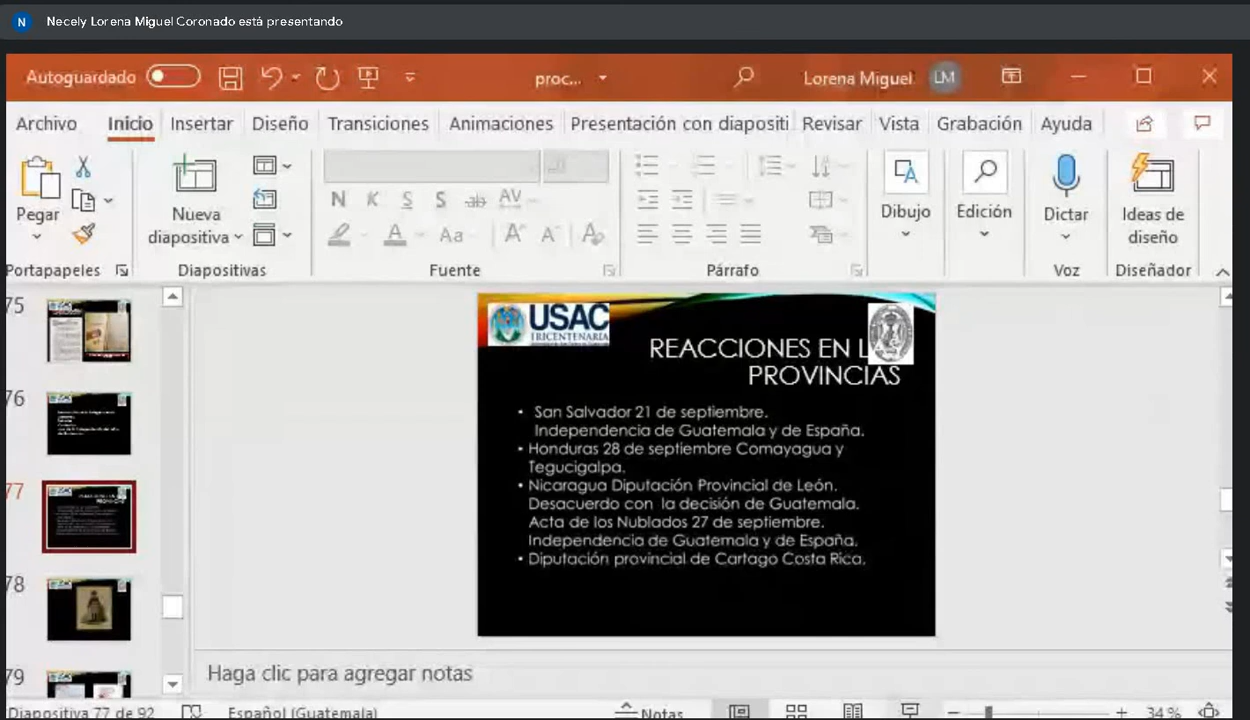 N Necely Lorena Miguel Coronado está presentando
Autoguardado proc... Lorena Miguel LM
Archivo Inicio Insertar Diseño Transiciones Animaciones Presentación con diapositi Revisar Vista Grabación Ayuda
Pegar Nueva diapositiva N K S S ab AV Aa A A Dibujo Edición Dictar Ideas de diseño
Portapapeles Diapositivas Fuente Párrafo Voz Diseñador
75
76
77
78
79
USAC
TRICENTENARIA
REACCIONES EN L
PROVINCIAS
• San Salvador 21 de septiembre.
Independencia de Guatemala y de España.
• Honduras 28 de septiembre Comayagua y
Tegucigalpa.
• Nicaragua Diputación Provincial de León.
Desacuerdo con la decisión de Guatemala.
Acta de los Nublados 27 de septiembre.
Independencia de Guatemala y de España.
• Diputación provincial de Cartago Costa Rica.
Haga clic para agregar notas
Diapositiva 77 de 92 Español (Guatemala) Notas 34 %